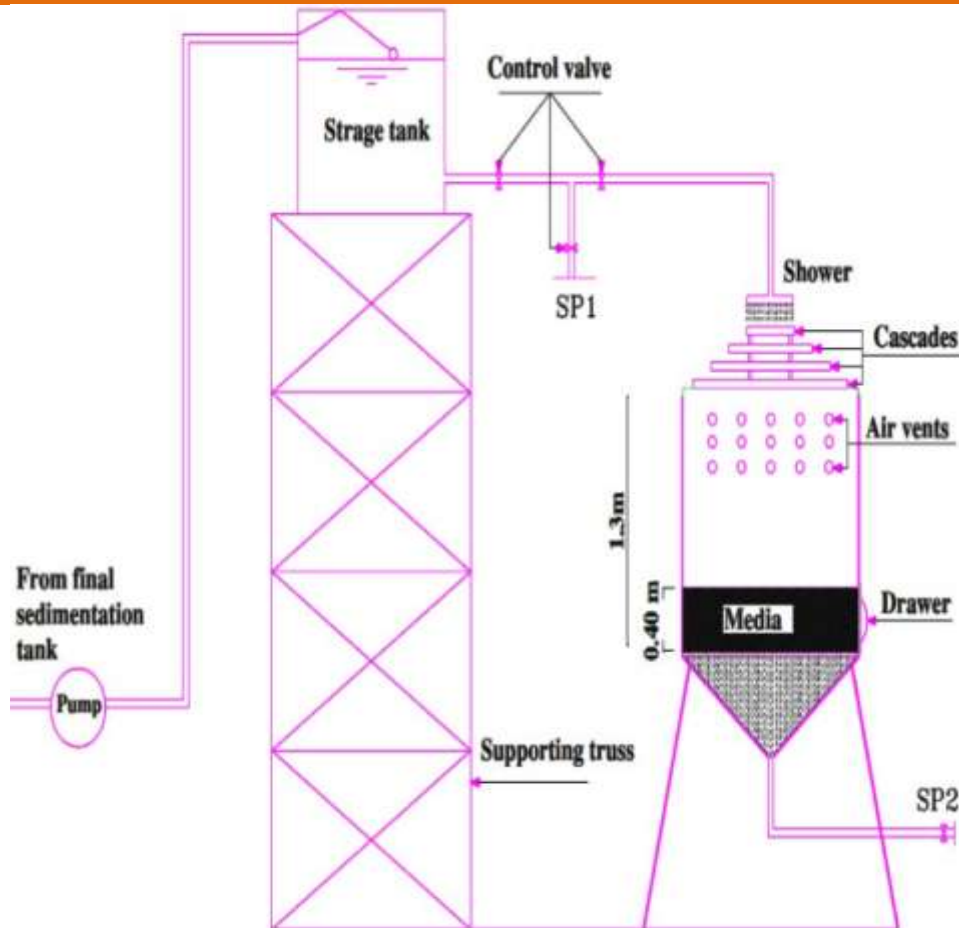 Control valve
Strage tank
SP1
Shower
Cascades
Air vents
1.3m
From final
sedimentation
tank
0.40 m
Media
Drawer
Pump
Supporting truss
SP2